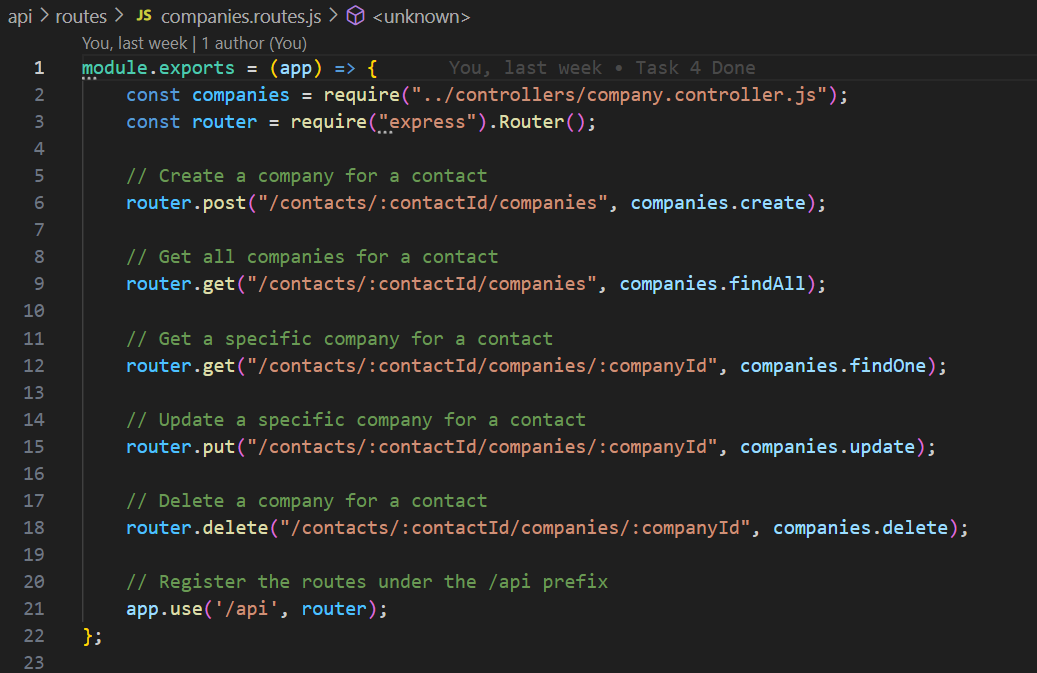 api > routes > JS companies.routes.js > <unknown>
You, last week | 1 author (You)
1 module.exports = (app) => { You, last week • Task 4 Done
2     const companies = require("../controllers/company.controller.js");
3     const router = require("express").Router();
4
5     // Create a company for a contact
6     router.post("/contacts/:contactId/companies", companies.create);
7
8     // Get all companies for a contact
9     router.get("/contacts/:contactId/companies", companies.findAll);
10
11     // Get a specific company for a contact
12     router.get("/contacts/:contactId/companies/:companyId", companies.findOne);
13
14     // Update a specific company for a contact
15     router.put("/contacts/:contactId/companies/:companyId", companies.update);
16
17     // Delete a company for a contact
18     router.delete("/contacts/:contactId/companies/:companyId", companies.delete);
19
20     // Register the routes under the /api prefix
21     app.use('/api', router);
22 };
23